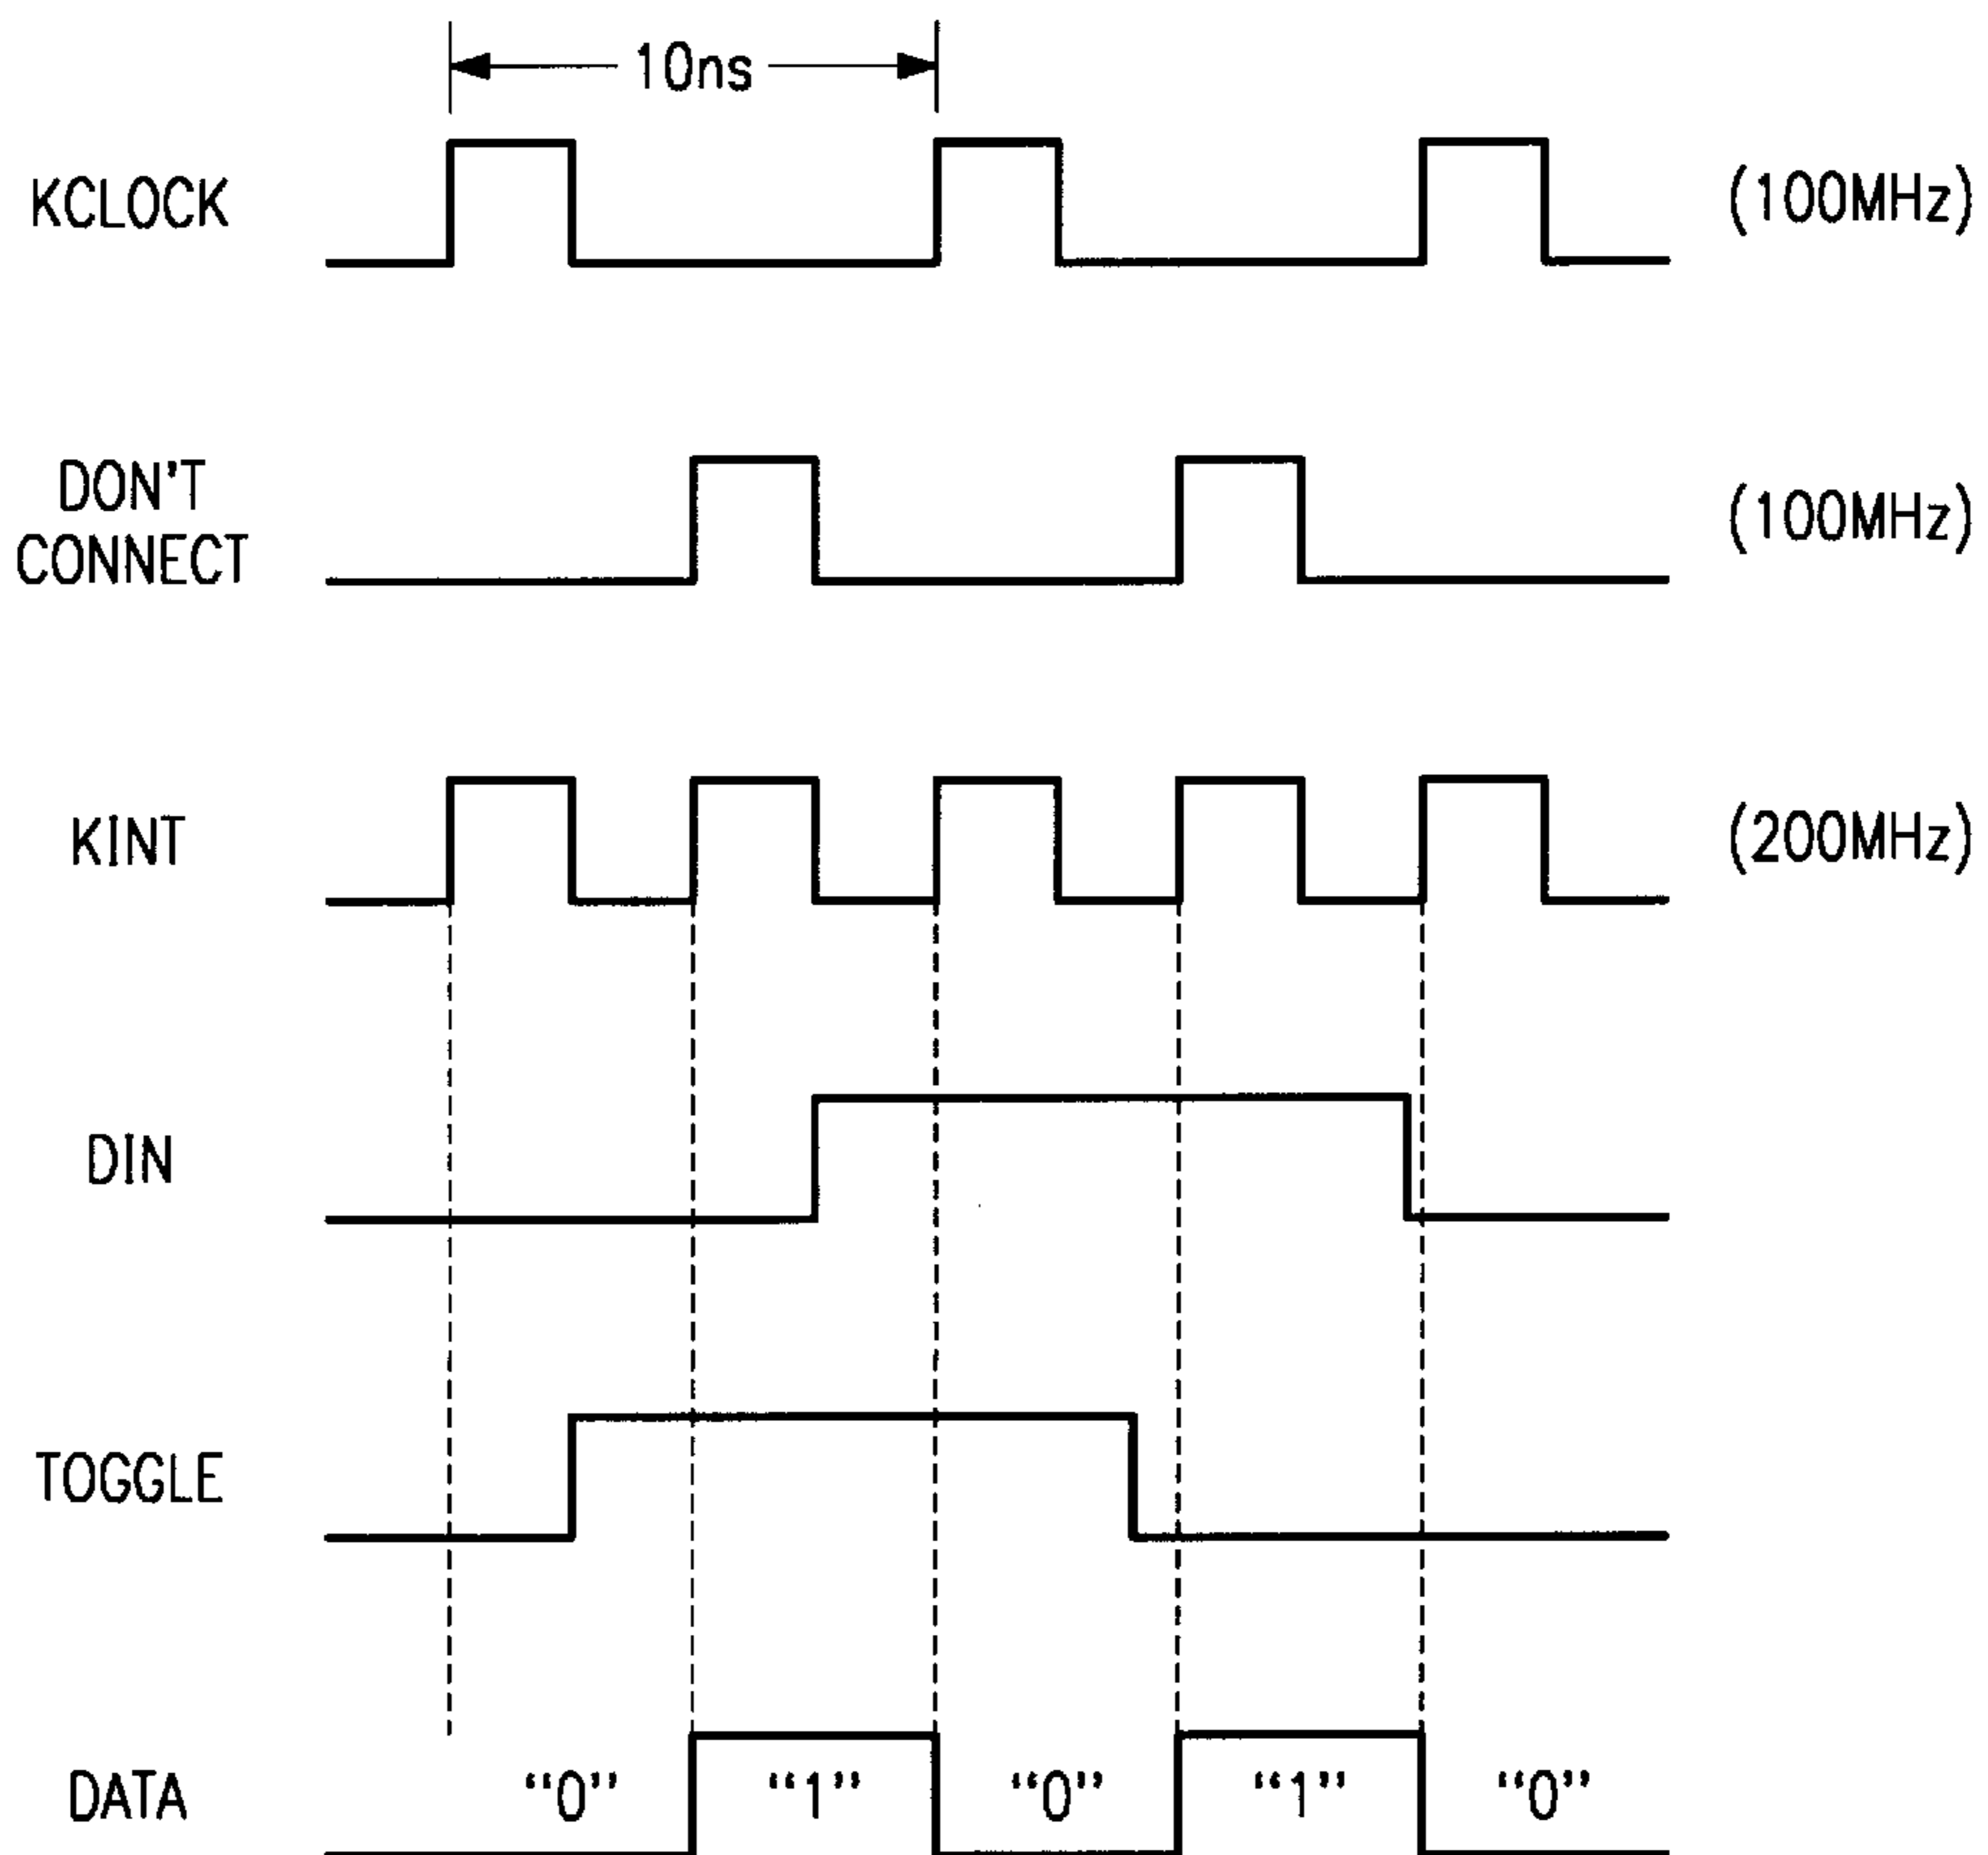 10ns
KCLOCK (100MHz)
DON'T
CONNECT (100MHz)
KINT (200MHz)
DIN
TOGGLE
DATA “0” “1” “0” “1” “0”